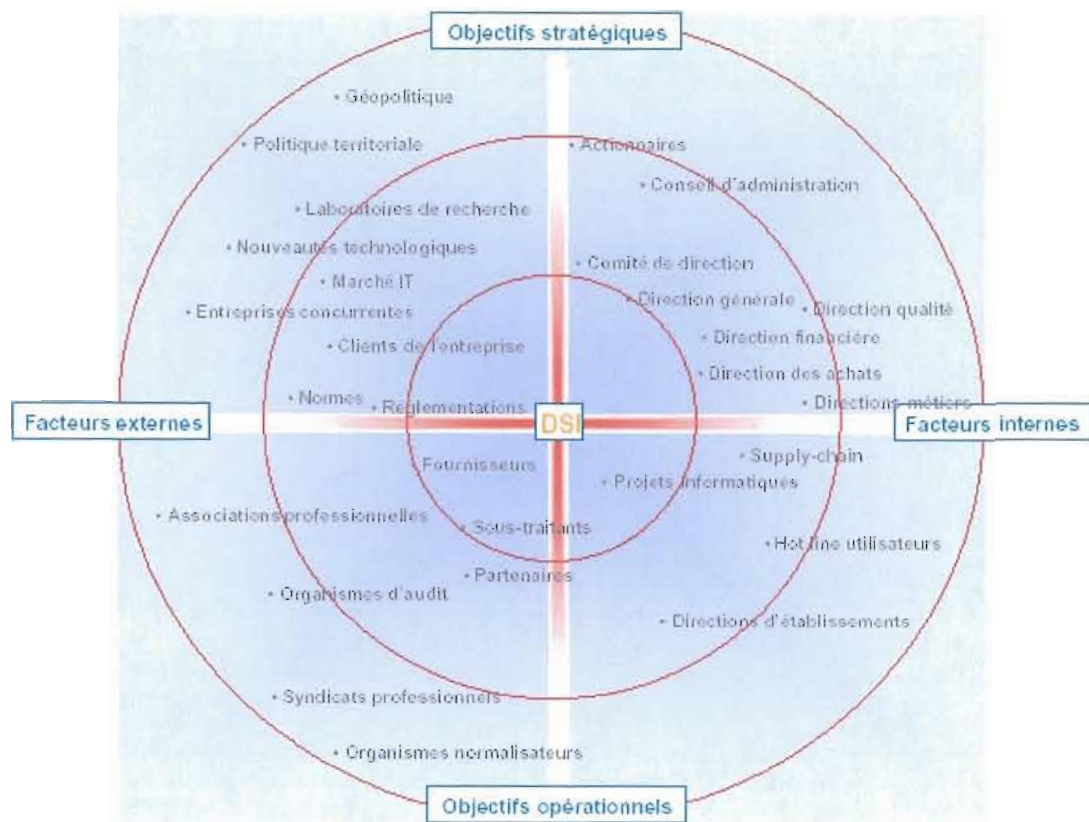 Objectifs stratégiques
• Géopolitique
• Politique territoriale
• Actionnaires
• Conseil d'administration
• Laboratoires de recherche
• Nouveautés technologiques
• Comité de direction
• Marché IT
• Direction générale
• Entreprises concurrentes
• Direction qualité
• Direction financière
• Clients de l'entreprise
• Direction des achats
• Normes
• Réglementations
• Directions métiers
Facteurs externes
DSI
Facteurs internes
• Fournisseurs
• Supply-chain
• Projets informatiques
• Associations professionnelles
• Sous-traitants
• Hot line utilisateurs
• Partenaires
• Organismes d'audit
• Directions d'établissements
• Syndicats professionnels
• Organismes normalisateurs
Objectifs opérationnels